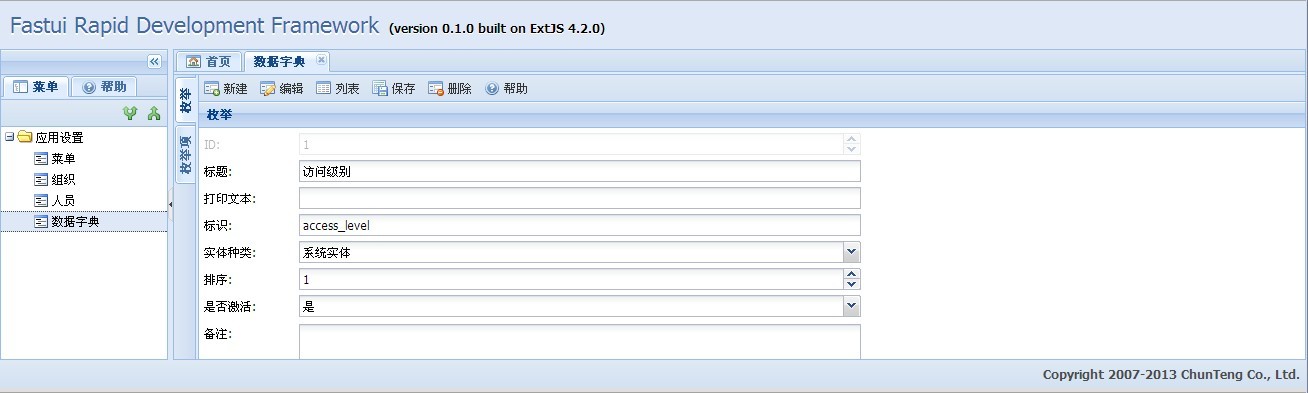 Fastui Rapid Development Framework (version 0.1.0 built on ExtJS 4.2.0)
菜单 帮助
应用设置
菜单
组织
人员
数据字典
首页 数据字典
枚举
枚举项
新建 编辑 列表 保存 删除 帮助
枚举
ID: 1
标题: 访问级别
打印文本:
标识: access_level
实体种类: 系统实体
排序: 1
是否激活: 是
备注:
Copyright 2007-2013 ChunTeng Co., Ltd.